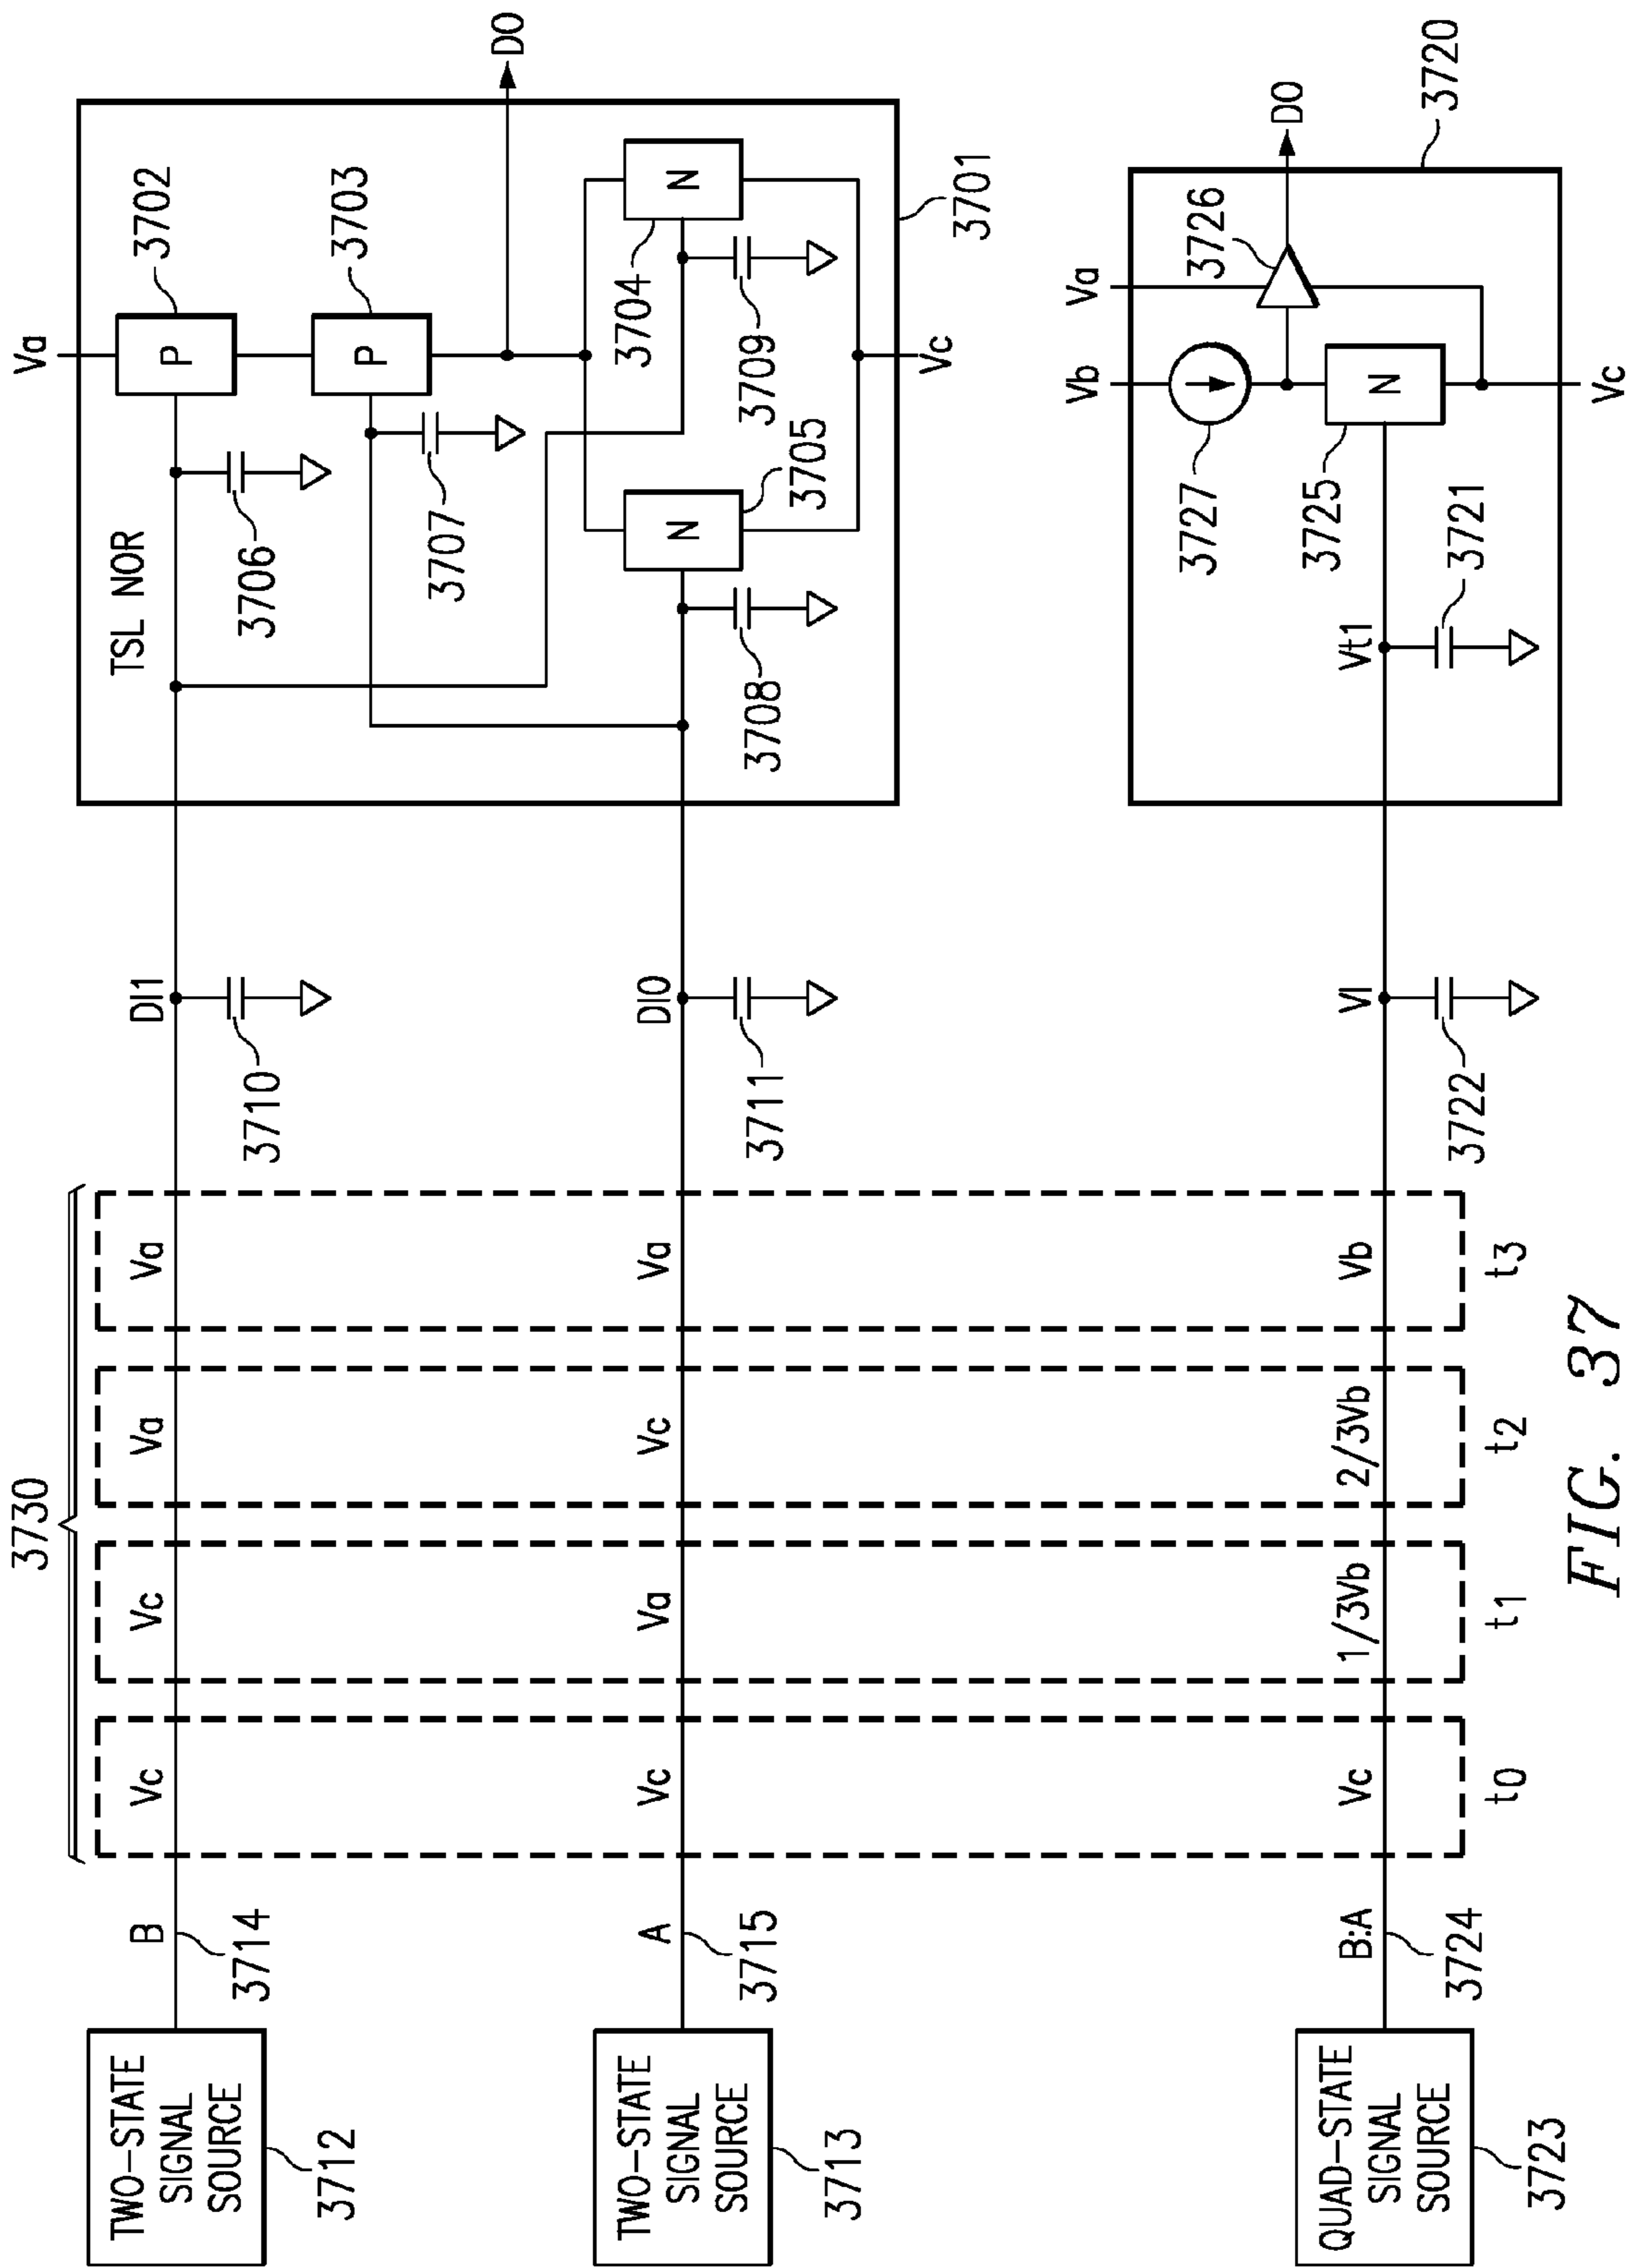 3730
Va
TSL NOR
P
3702
P
3703
3706
3707
DO
N
3704
N
3705
3709
3708
Vc
3701
TWO-STATE
SIGNAL
SOURCE
3712
B
3714
Vc
Vc
Va
Va
DI1
3710
TWO-STATE
SIGNAL
SOURCE
3713
A
3715
Vc
Va
Vc
Va
DI0
3711
Vb
Va
3726
DO
3727
N
3725
Vt1
3721
Vc
3720
QUAD-STATE
SIGNAL
SOURCE
3723
B:A
3724
Vc
1/3Vb
2/3Vb
Vb
VI
3722
t0
t1
t2
t3
FIG. 37